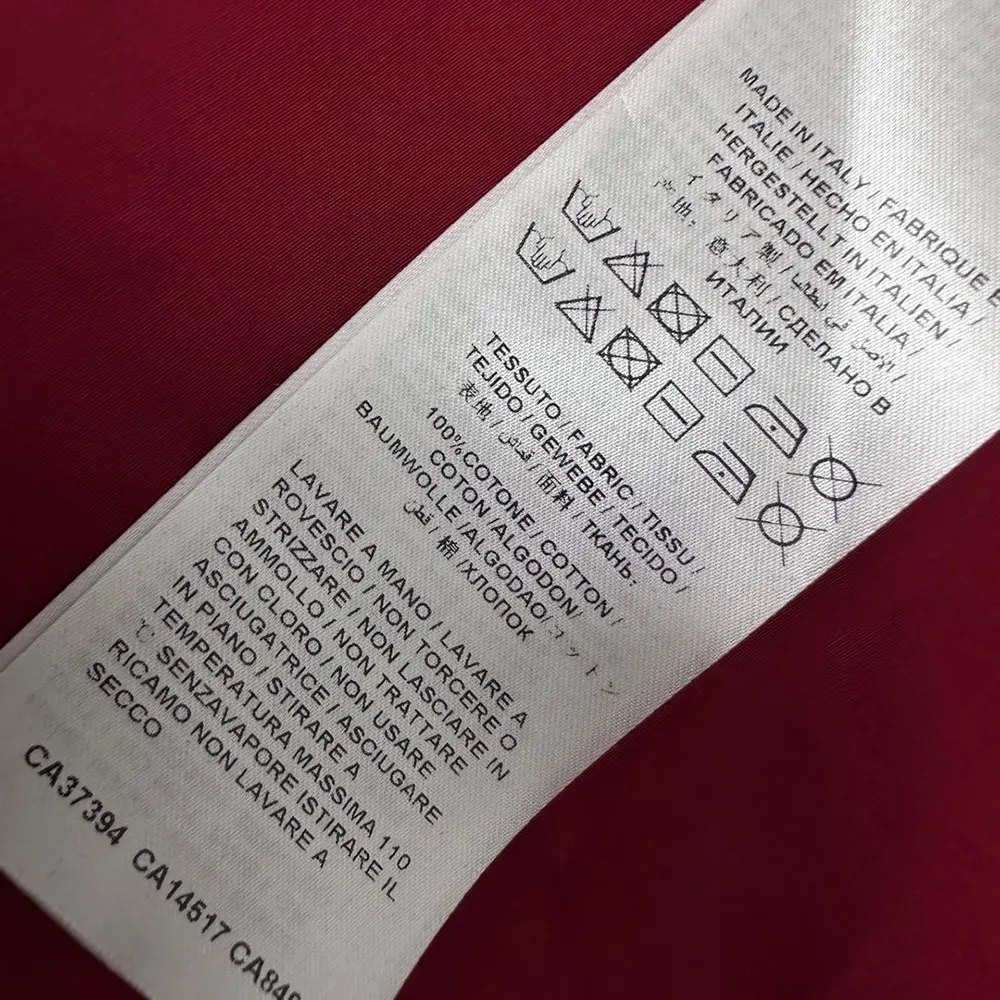 MADE IN ITALY / FABRIQUE E
ITALIE / HECHO EN ITALIA /
HERGESTELLT IN ITALIEN /
FABRICADO EM ITALIA /
イタリア製 / الاصل في ايطاليا /
产地：意大利 / СДЕЛАНО В
ИТАЛИИ
TESSUTO / FABRIC / TISSU /
TEJIDO / GEWEBE / TECIDO /
表地 / قماش / 面料 / ТКАНЬ:
100%COTONE / COTTON /
COTON /ALGODON/
BAUMWOLLE /ALGODAO/コットン
قطن / 棉 /ХЛОПОК
LAVARE A MANO / LAVARE A
ROVESCIO / NON TORCERE O
STRIZZARE / NON LASCIARE IN
AMMOLLO / NON TRATTARE
CON CLORO / NON USARE
ASCIUGATRICE / ASCIUGARE
IN PIANO / STIRARE A
TEMPERATURA MASSIMA 110
℃ SENZAVAPORE ISTIRARE IL
RICAMO NON LAVARE A
SECCO
CA37394 CA14517 CA849